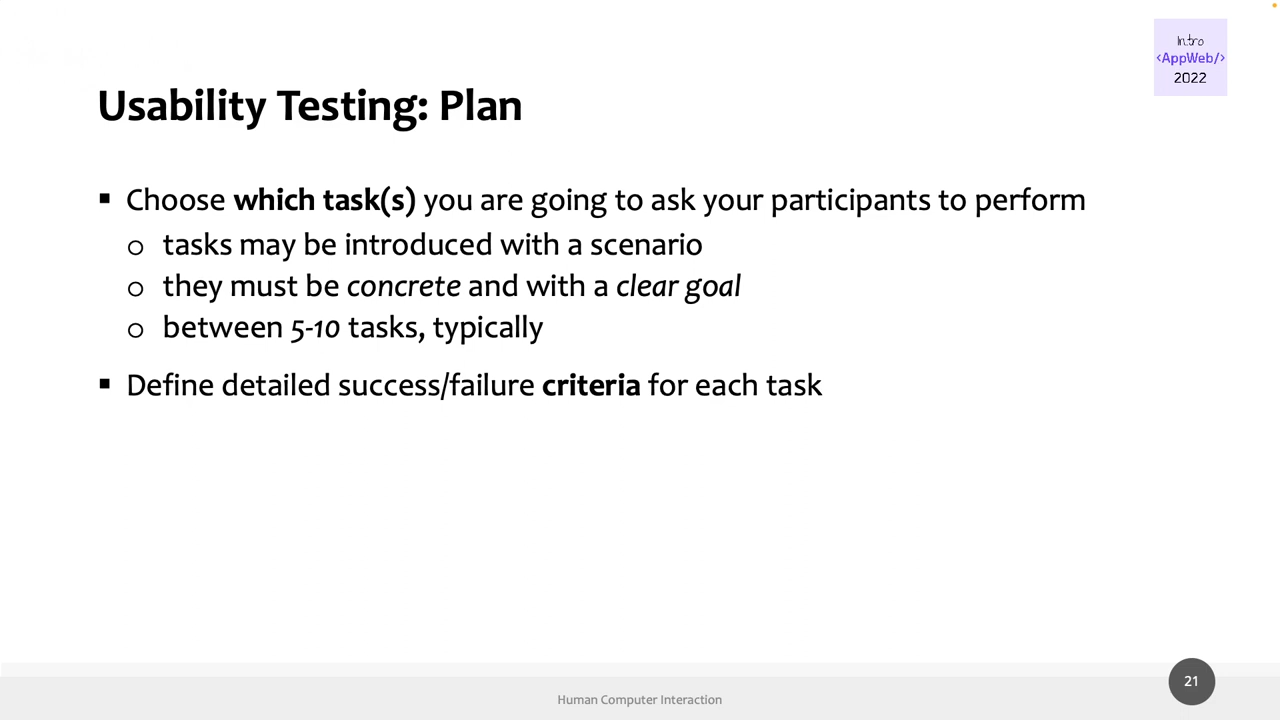 Intro
<AppWeb/>
2022
Usability Testing: Plan
▪ Choose which task(s) you are going to ask your participants to perform
o tasks may be introduced with a scenario
o they must be concrete and with a clear goal
o between 5-10 tasks, typically
▪ Define detailed success/failure criteria for each task
Human Computer Interaction
21